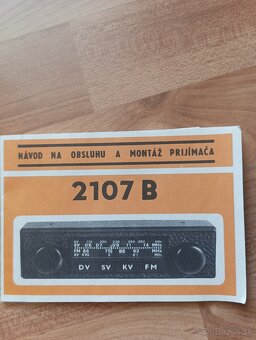 NÁVOD NA OBSLUHU A MONTÁŽ PRIJÍMAČA
2107 B
DV SV KV FM